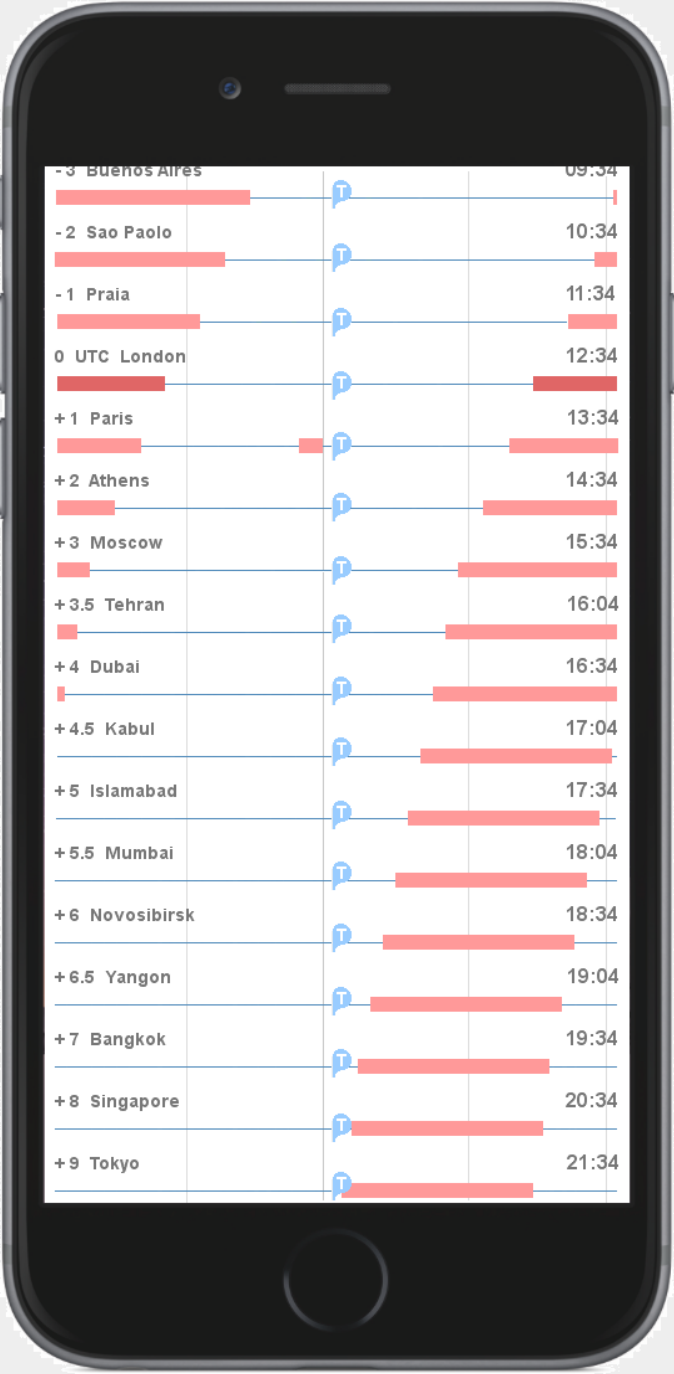 - 3 Buenos Aires 09:34
T
- 2 Sao Paolo 10:34
T
- 1 Praia 11:34
T
0 UTC London 12:34
T
+ 1 Paris 13:34
T
+ 2 Athens 14:34
T
+ 3 Moscow 15:34
T
+ 3.5 Tehran 16:04
T
+ 4 Dubai 16:34
T
+ 4.5 Kabul 17:04
T
+ 5 Islamabad 17:34
T
+ 5.5 Mumbai 18:04
T
+ 6 Novosibirsk 18:34
T
+ 6.5 Yangon 19:04
T
+ 7 Bangkok 19:34
T
+ 8 Singapore 20:34
T
+ 9 Tokyo 21:34
T